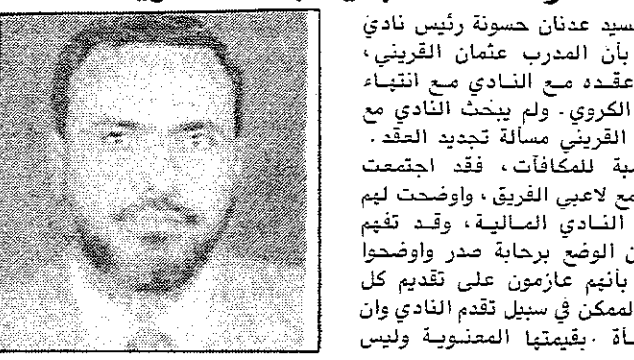 سيد عدنان حسونة رئيس نادي
بأن المدرب عثمان القريني،
عقده مع النادي مع انتهاء
الكروي. ولم يبحث النادي مع
القريني مسألة تجديد العقد.
سبة للمكافآت، فقد اجتمعت
مع لاعبي الفريق، واوضحت لهم
النادي المالية، وقد تفهم
ن الوضع برحابة صدر واوضحوا
بأنهم عازمون على تقديم كل
لممكن في سبيل تقدم النادي وان
ـأة بقيمتها المعنوية وليس